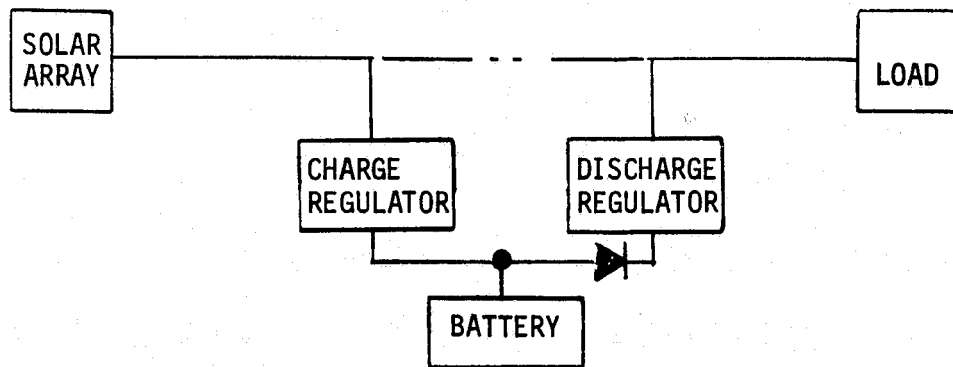 SOLAR
ARRAY
LOAD
CHARGE
REGULATOR
DISCHARGE
REGULATOR
BATTERY